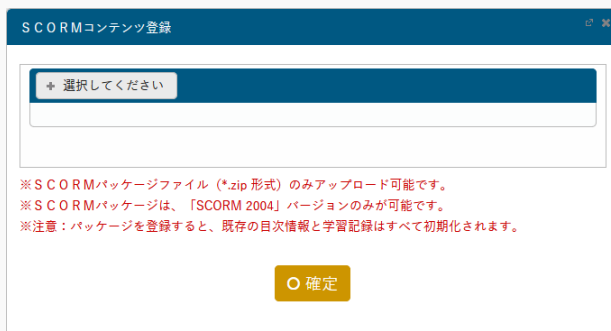 ＳＣＯＲＭコンテンツ登録
選択してください
※ＳＣＯＲＭパッケージファイル（*.zip 形式）のみアップロード可能です。
※ＳＣＯＲＭパッケージは、「SCORM 2004」バージョンのみが可能です。
※注意：パッケージを登録すると、既存の目次情報と学習記録はすべて初期化されます。
確定